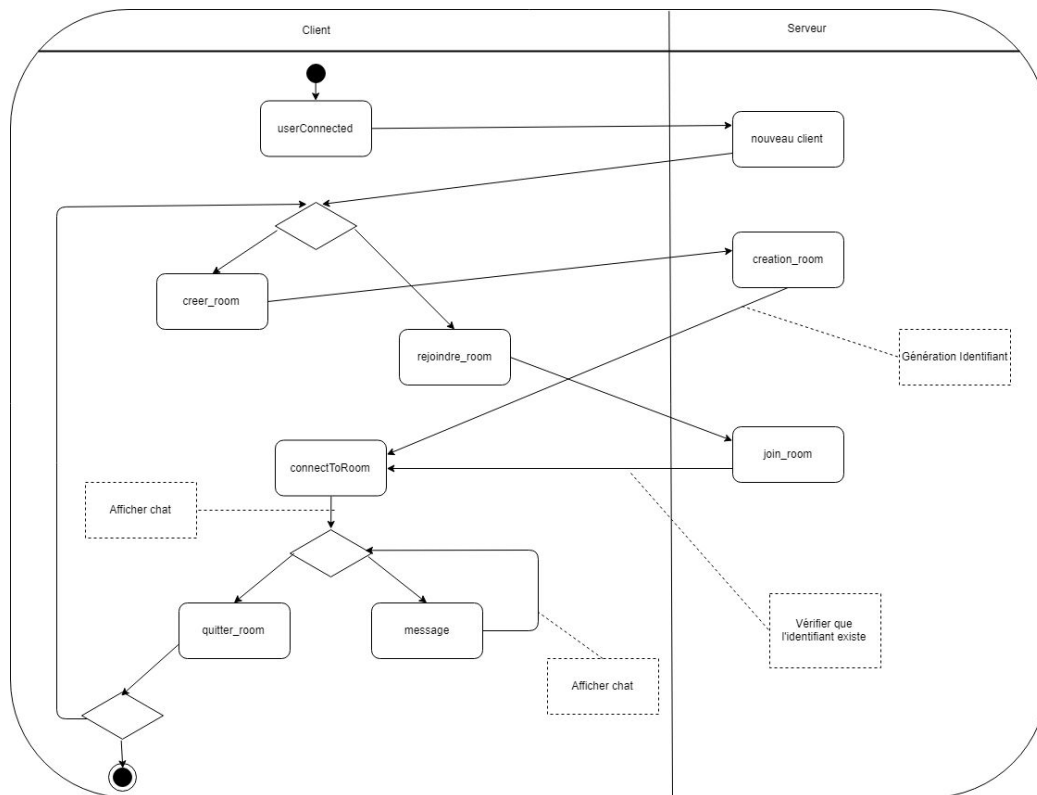 Client
Serveur
userConnected
nouveau client
creer_room
creation_room
rejoindre_room
Génération Identifiant
connectToRoom
join_room
Afficher chat
quitter_room
message
Vérifier que
l'identifiant existe
Afficher chat